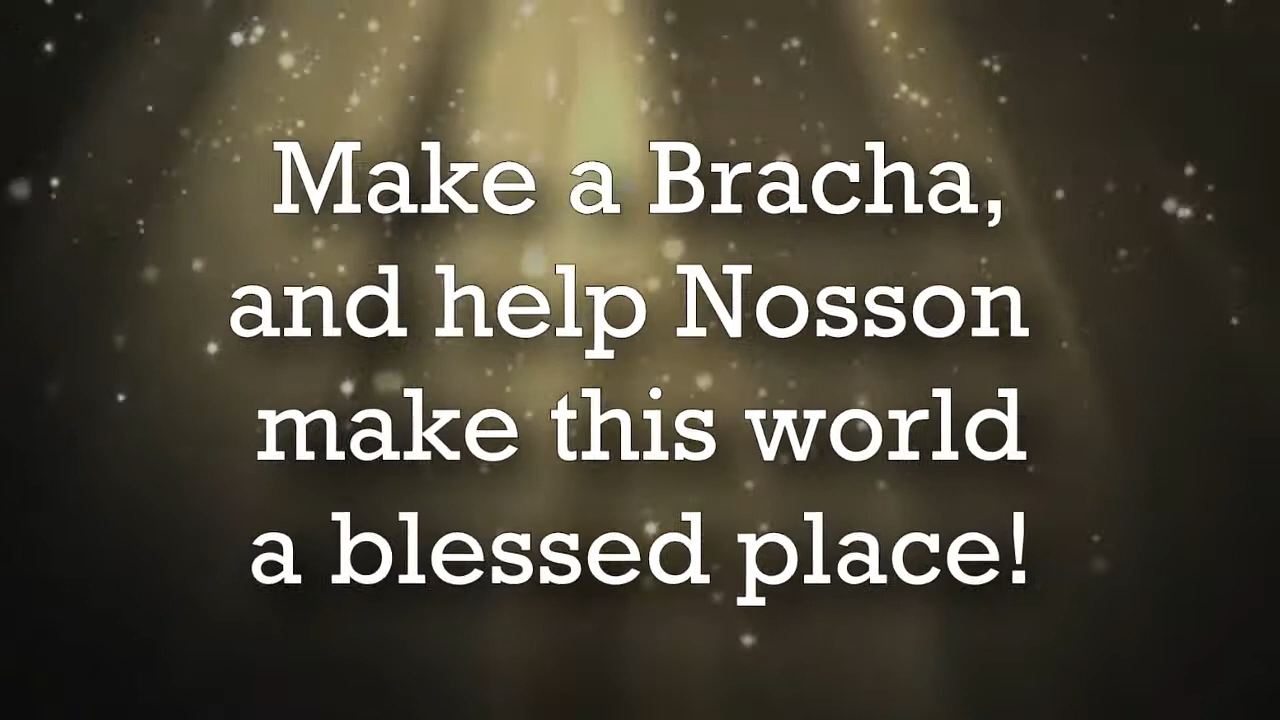 Make a Bracha,
and help Nosson
make this world
a blessed place!